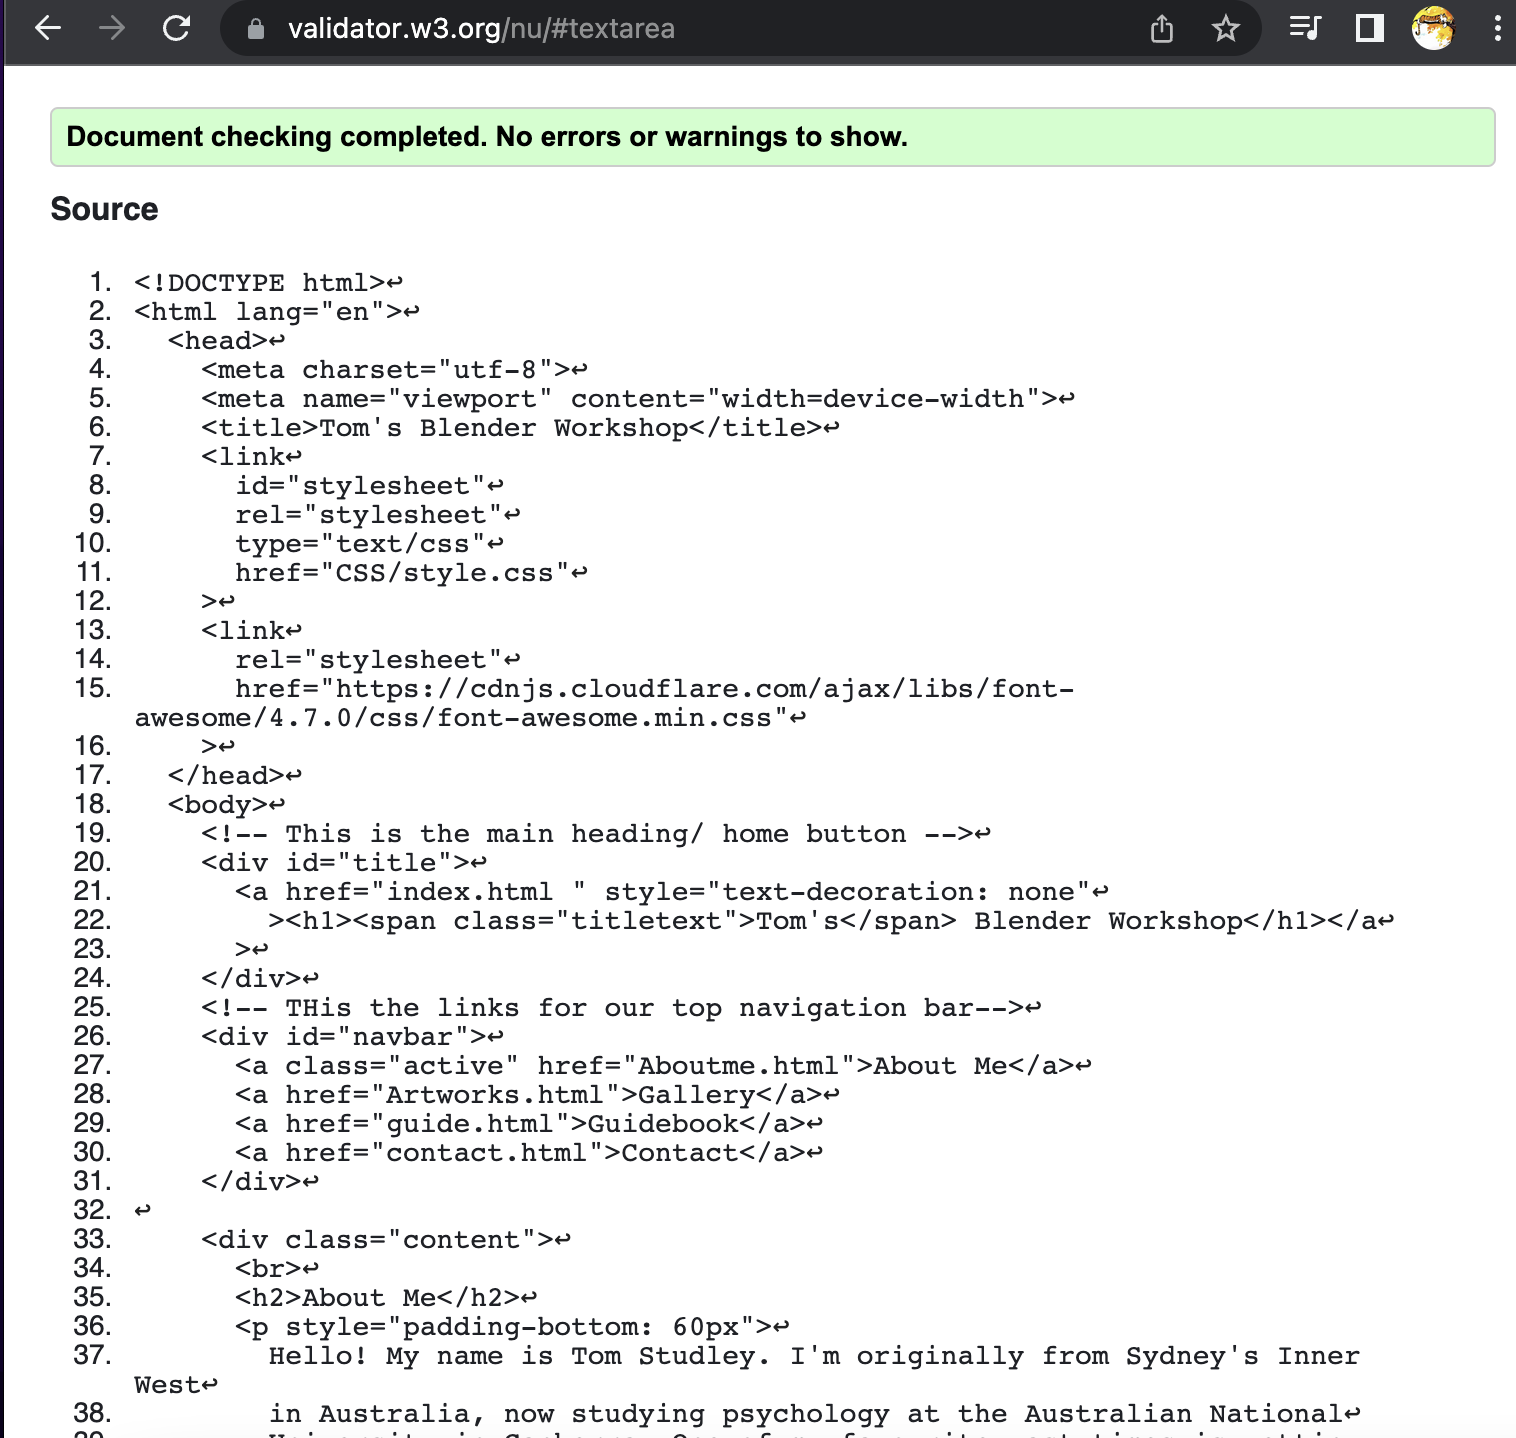 validator.w3.org/nu/#textarea
Document checking completed. No errors or warnings to show.
Source
1. <!DOCTYPE html>↩
2. <html lang="en">↩
3. <head>↩
4. <meta charset="utf-8">↩
5. <meta name="viewport" content="width=device-width">↩
6. <title>Tom's Blender Workshop</title>↩
7. <link↩
8. id="stylesheet"↩
9. rel="stylesheet"↩
10. type="text/css"↩
11. href="CSS/style.css"↩
12. >↩
13. <link↩
14. rel="stylesheet"↩
15. href="https://cdnjs.cloudflare.com/ajax/libs/font-
awesome/4.7.0/css/font-awesome.min.css"↩
16. >↩
17. </head>↩
18. <body>↩
19. <!-- This is the main heading/ home button -->↩
20. <div id="title">↩
21. <a href="index.html " style="text-decoration: none"↩
22. ><h1><span class="titletext">Tom's</span> Blender Workshop</h1></a↩
23. >↩
24. </div>↩
25. <!-- THis the links for our top navigation bar-->↩
26. <div id="navbar">↩
27. <a class="active" href="Aboutme.html">About Me</a>↩
28. <a href="Artworks.html">Gallery</a>↩
29. <a href="guide.html">Guidebook</a>↩
30. <a href="contact.html">Contact</a>↩
31. </div>↩
32. ↩
33. <div class="content">↩
34. <br>↩
35. <h2>About Me</h2>↩
36. <p style="padding-bottom: 60px">↩
37. Hello! My name is Tom Studley. I'm originally from Sydney's Inner
West↩
38. in Australia, now studying psychology at the Australian National↩